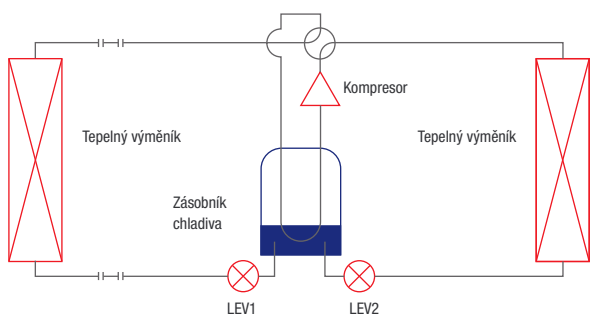 Kompresor
Tepelný výměník
Tepelný výměník
Zásobník
chladiva
LEV1
LEV2